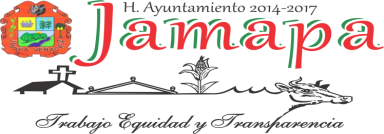 H. Ayuntamiento 2014-2017
Jamapa
Trabajo Equidad y Transparencia